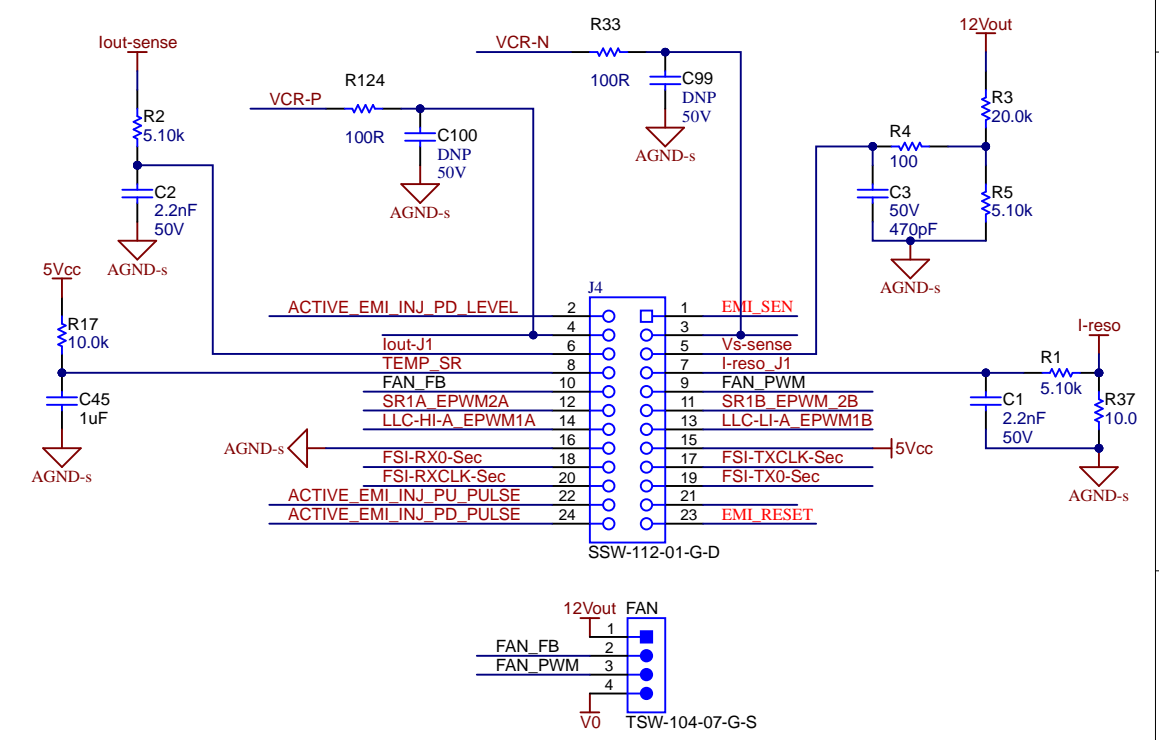 Iout-sense
R2
5.10k
C2
2.2nF
50V
AGND-s
5Vcc
R17
10.0k
C45
1uF
AGND-s
VCR-P
R124
100R
C100
DNP
50V
AGND-s
VCR-N
R33
100R
C99
DNP
50V
AGND-s
12Vout
R3
20.0k
R4
100
C3
50V
470pF
R5
5.10k
AGND-s
I-reso
R1
5.10k
C1
2.2nF
50V
R37
10.0
AGND-s
J4
ACTIVE_EMI_INJ_PD_LEVEL 2 1 EMI_SEN
4 3
Iout-J1 6 5 Vs-sense
TEMP_SR 8 7 I-reso_J1
FAN_FB 10 9 FAN_PWM
SR1A_EPWM2A 12 11 SR1B_EPWM_2B
LLC-HI-A_EPWM1A 14 13 LLC-LI-A_EPWM1B
AGND-s 16 15 5Vcc
FSI-RX0-Sec 18 17 FSI-TXCLK-Sec
FSI-RXCLK-Sec 20 19 FSI-TX0-Sec
ACTIVE_EMI_INJ_PU_PULSE 22 21
ACTIVE_EMI_INJ_PD_PULSE 24 23 EMI_RESET
SSW-112-01-G-D
12Vout FAN
1
FAN_FB 2
FAN_PWM 3
4
V0 TSW-104-07-G-S